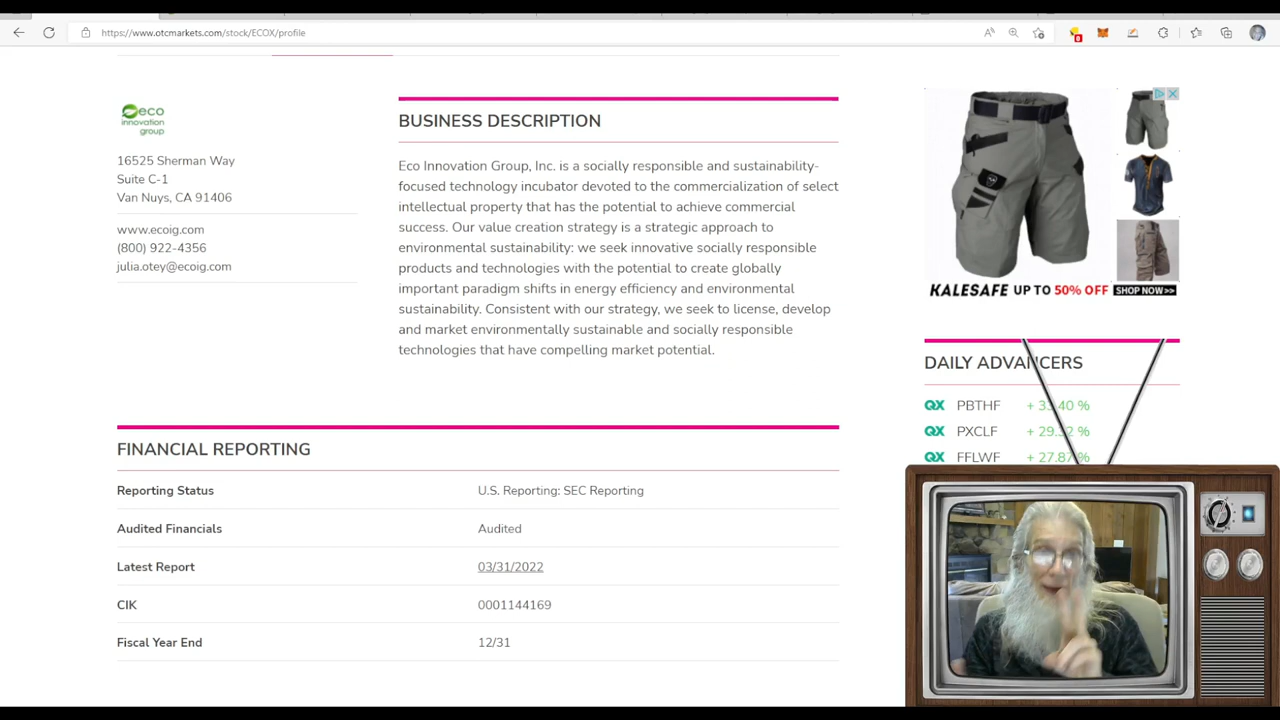 https://www.otcmarkets.com/stock/ECOX/profile
eco
innovation
group
16525 Sherman Way
Suite C-1
Van Nuys, CA 91406
www.ecoig.com
(800) 922-4356
julia.otey@ecoig.com
BUSINESS DESCRIPTION
Eco Innovation Group, Inc. is a socially responsible and sustainability-
focused technology incubator devoted to the commercialization of select
intellectual property that has the potential to achieve commercial
success. Our value creation strategy is a strategic approach to
environmental sustainability: we seek innovative socially responsible
products and technologies with the potential to create globally
important paradigm shifts in energy efficiency and environmental
sustainability. Consistent with our strategy, we seek to license, develop
and market environmentally sustainable and socially responsible
technologies that have compelling market potential.
FINANCIAL REPORTING
Reporting Status U.S. Reporting: SEC Reporting
Audited Financials Audited
Latest Report 03/31/2022
CIK 0001144169
Fiscal Year End 12/31
KALESAFE UP TO 50% OFF SHOP NOW>>
DAILY ADVANCERS
QX PBTHF
QX PXCLF
QX FFLWF + 27.87 %